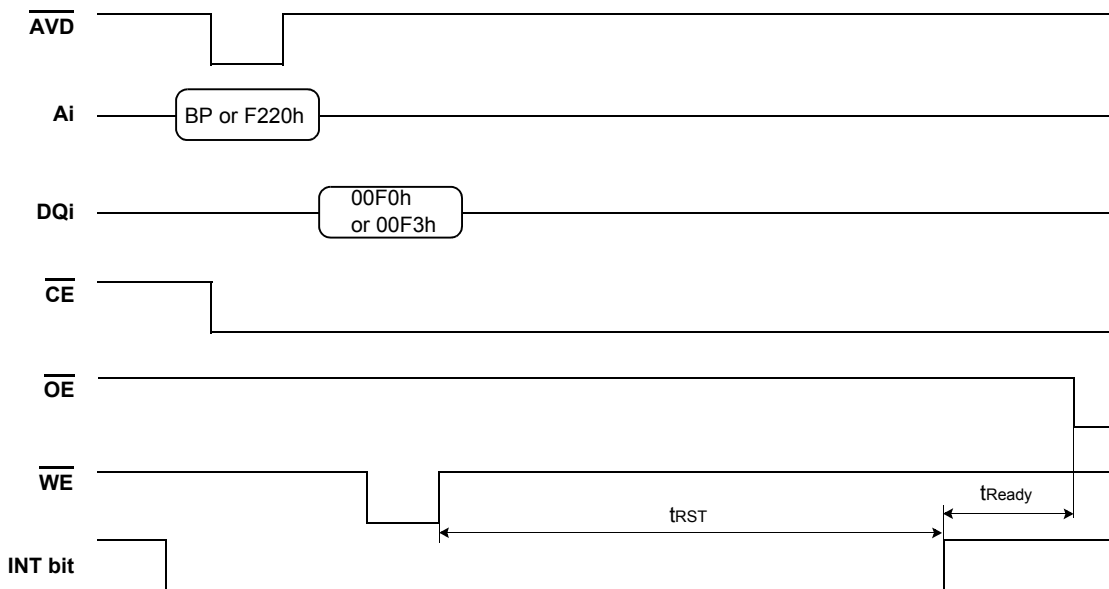 AVD
Ai
BP or F220h
DQi
00F0h
or 00F3h
CE
OE
WE
tRST
tReady
INT bit